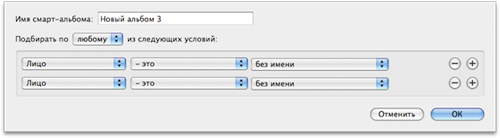 Имя смарт-альбома: Новый альбом 3
Подбирать по любому из следующих условий:
Лицо – это без имени
Лицо – это без имени
Отменить OK